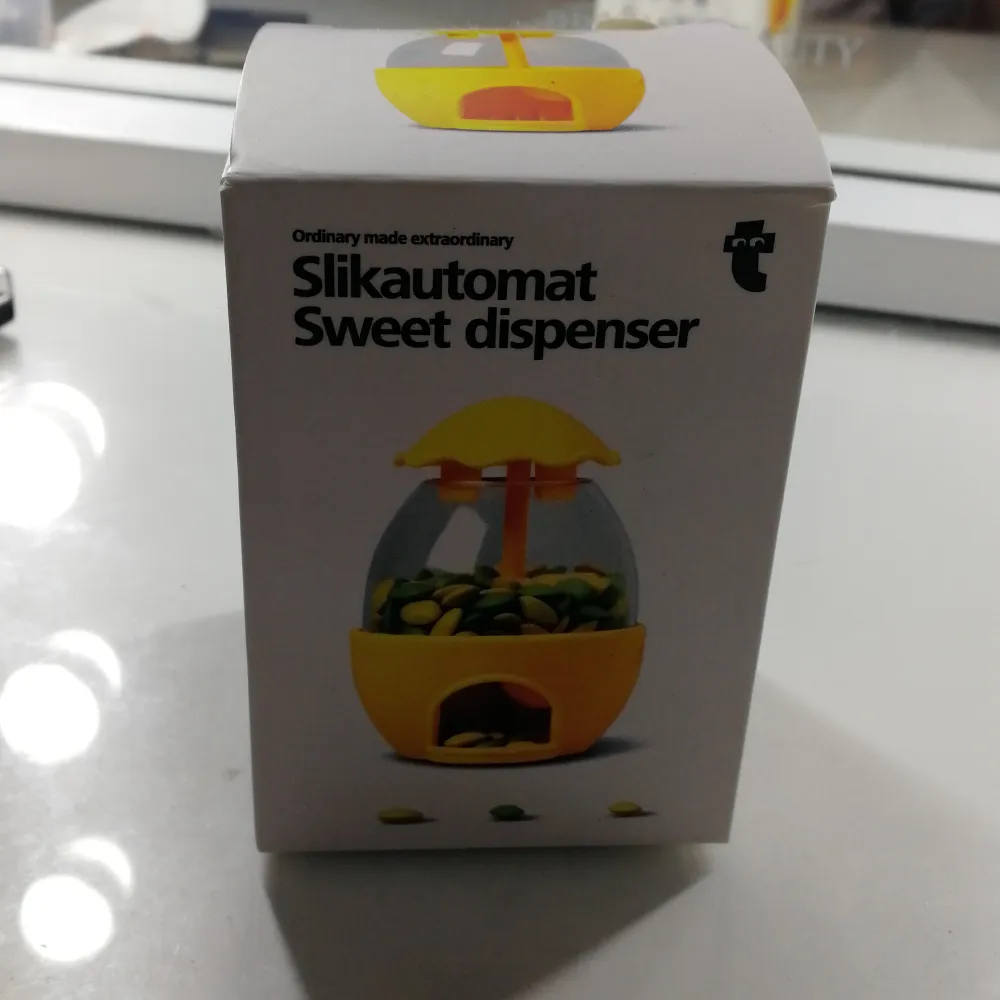 Ordinary made extraordinary
Slikautomat
Sweet dispenser
t